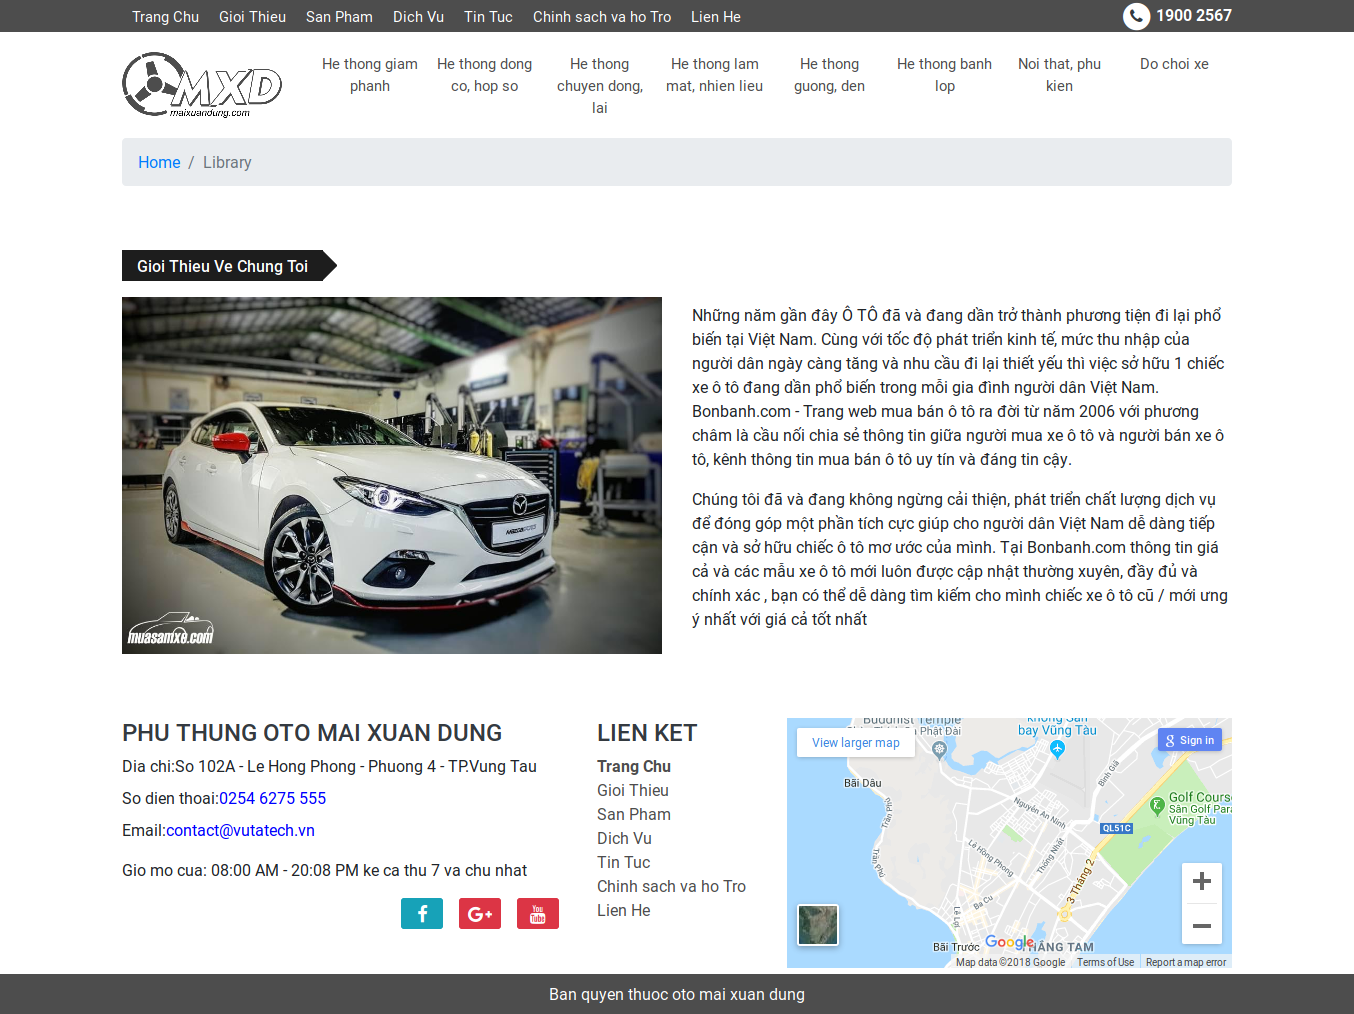 Trang Chu Gioi Thieu San Pham Dich Vu Tin Tuc Chinh sach va ho Tro Lien He 1900 2567
MXD
maixuandung.com
He thong giam phanh
He thong dong co, hop so
He thong chuyen dong, lai
He thong lam mat, nhien lieu
He thong guong, den
He thong banh lop
Noi that, phu kien
Do choi xe
Home / Library
Gioi Thieu Ve Chung Toi
muasamxe.com
Những năm gần đây Ô TÔ đã và đang dần trở thành phương tiện đi lại phổ
biến tại Việt Nam. Cùng với tốc độ phát triển kinh tế, mức thu nhập của
người dân ngày càng tăng và nhu cầu đi lại thiết yếu thì việc sở hữu 1 chiếc
xe ô tô đang dần phổ biến trong mỗi gia đình người dân Việt Nam.
Bonbanh.com - Trang web mua bán ô tô ra đời từ năm 2006 với phương
châm là cầu nối chia sẻ thông tin giữa người mua xe ô tô và người bán xe ô
tô, kênh thông tin mua bán ô tô uy tín và đáng tin cậy.
Chúng tôi đã và đang không ngừng cải thiện, phát triển chất lượng dịch vụ
để đóng góp một phần tích cực giúp cho người dân Việt Nam dễ dàng tiếp
cận và sở hữu chiếc ô tô mơ ước của mình. Tại Bonbanh.com thông tin giá
cả và các mẫu xe ô tô mới luôn được cập nhật thường xuyên, đầy đủ và
chính xác , bạn có thể dễ dàng tìm kiếm cho mình chiếc xe ô tô cũ / mới ưng
ý nhất với giá cả tốt nhất
PHU THUNG OTO MAI XUAN DUNG
Dia chi:So 102A - Le Hong Phong - Phuong 4 - TP.Vung Tau
So dien thoai:0254 6275 555
Email:contact@vutatech.vn
Gio mo cua: 08:00 AM - 20:08 PM ke ca thu 7 va chu nhat
G+
You
Tube
LIEN KET
Trang Chu
Gioi Thieu
San Pham
Dich Vu
Tin Tuc
Chinh sach va ho Tro
Lien He
Buddhist Temple
Phật Đài
không Sân
bay Vũng Tàu
View larger map
Sign in
Bãi Dâu
Bình Giã
Trần Phú
Nguyễn An Ninh
Golf Course
Sân Golf Para
Vũng Tàu
QL51C
Lê Hồng Phong
Thống Nhất
Trần Phú
3 Tháng 2
Ba Cu
Lê Lợi
Bãi Trước
Google
THẮNG TAM
Map data ©2018 Google Terms of Use Report a map error
Ban quyen thuoc oto mai xuan dung